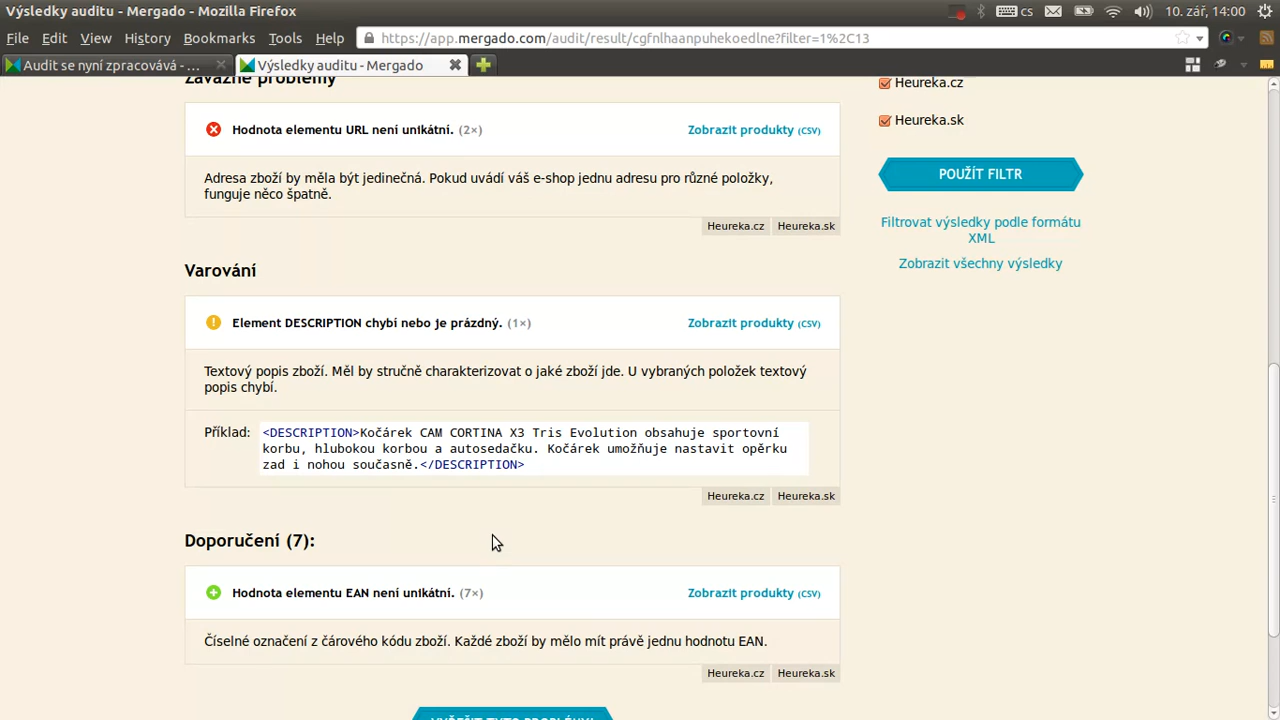 Výsledky auditu - Mergado - Mozilla Firefox
cs
10. zář, 14:00
File Edit View History Bookmarks Tools Help
https://app.mergado.com/audit/result/cgfnlhaanpuhekoedlne?filter=1%2C13
Audit se nyní zpracovává - ...
Výsledky auditu - Mergado
Závažné problémy
Heureka.cz
Hodnota elementu URL není unikátní. (2×)
Zobrazit produkty (CSV)
Heureka.sk
Adresa zboží by měla být jedinečná. Pokud uvádí váš e-shop jednu adresu pro různé položky,
funguje něco špatně.
POUŽÍT FILTR
Heureka.cz
Heureka.sk
Filtrovat výsledky podle formátu
XML
Zobrazit všechny výsledky
Varování
Element DESCRIPTION chybí nebo je prázdný. (1×)
Zobrazit produkty (CSV)
Textový popis zboží. Měl by stručně charakterizovat o jaké zboží jde. U vybraných položek textový
popis chybí.
Příklad:
<DESCRIPTION>Kočárek CAM CORTINA X3 Tris Evolution obsahuje sportovní
korbu, hlubokou korbou a autosedačku. Kočárek umožňuje nastavit opěrku
zad i nohou současně.</DESCRIPTION>
Heureka.cz
Heureka.sk
Doporučení (7):
Hodnota elementu EAN není unikátní. (7×)
Zobrazit produkty (CSV)
Číselné označení z čárového kódu zboží. Každé zboží by mělo mít právě jednu hodnotu EAN.
Heureka.cz
Heureka.sk
VYŘEŠIT TYTO PROBLÉMY